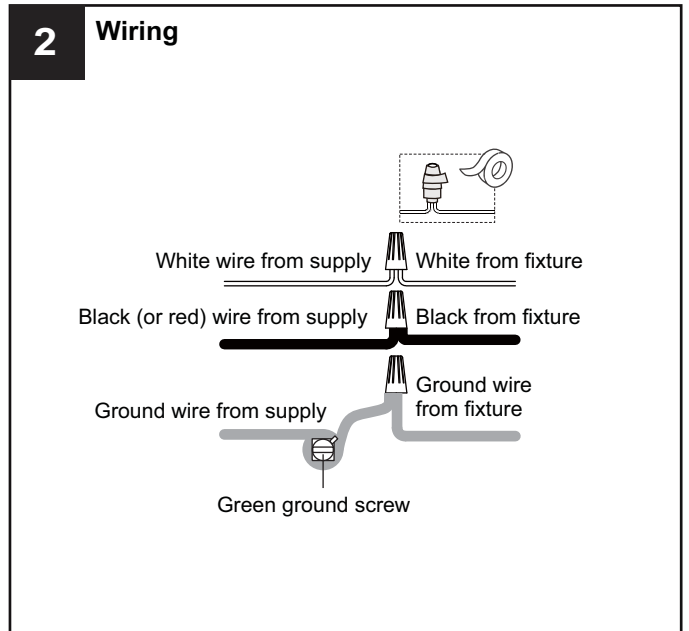 2
Wiring
White wire from supply
White from fixture
Black (or red) wire from supply
Black from fixture
Ground wire from supply
Ground wire
from fixture
Green ground screw